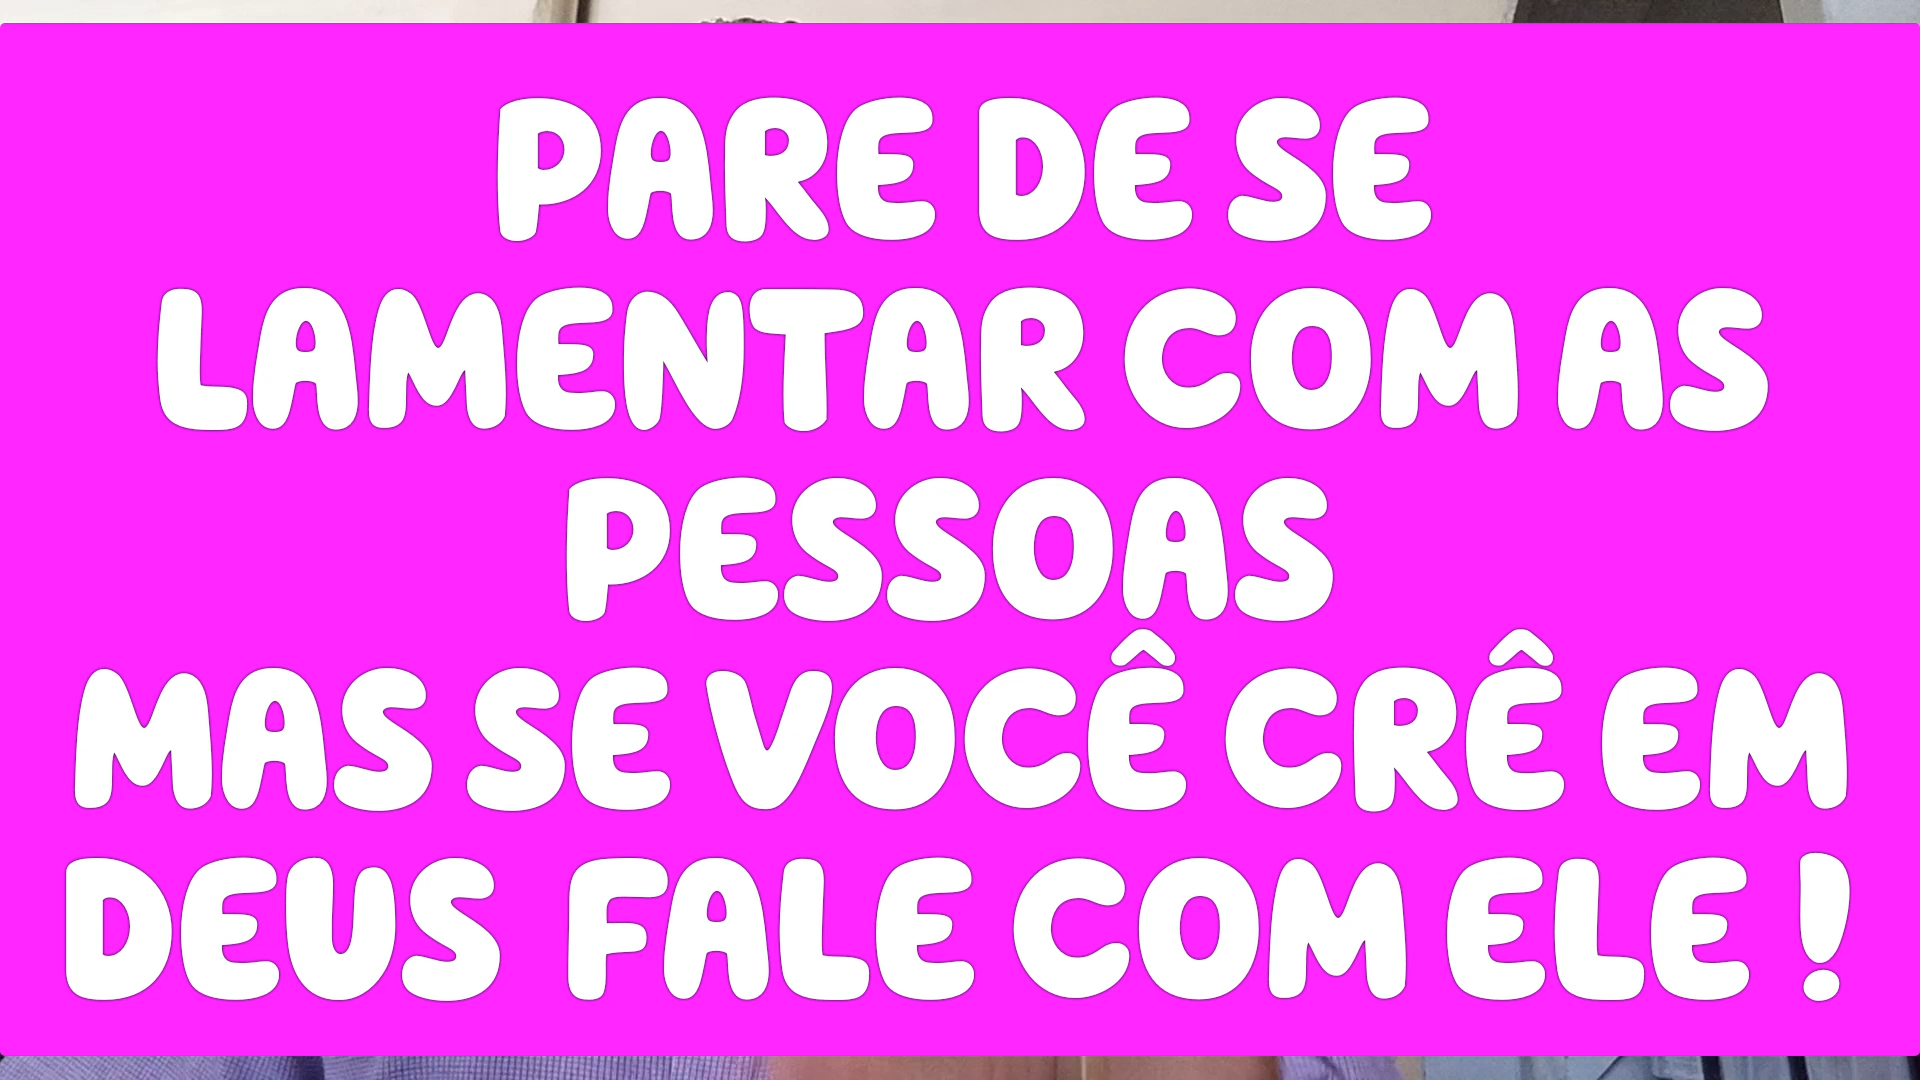 PARE DE SE
LAMENTAR COM AS
PESSOAS
MAS SE VOCÊ CRÊ EM
DEUS FALE COM ELE !